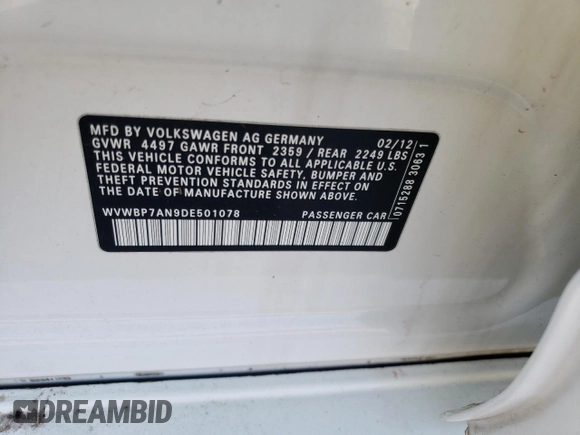 MFD BY VOLKSWAGEN AG GERMANY 02/12
GVWR 4497 GAWR FRONT 2359 / REAR 2249 LBS
THIS VEHICLE CONFORMS TO ALL APPLICABLE U.S.
FEDERAL MOTOR VEHICLE SAFETY, BUMPER AND
THEFT PREVENTION STANDARDS IN EFFECT ON
THE DATE OF MANUFACTURE SHOWN ABOVE
WVWBP7AN9DE501078 PASSENGER CAR
0715288 3063 1
DREAMBID